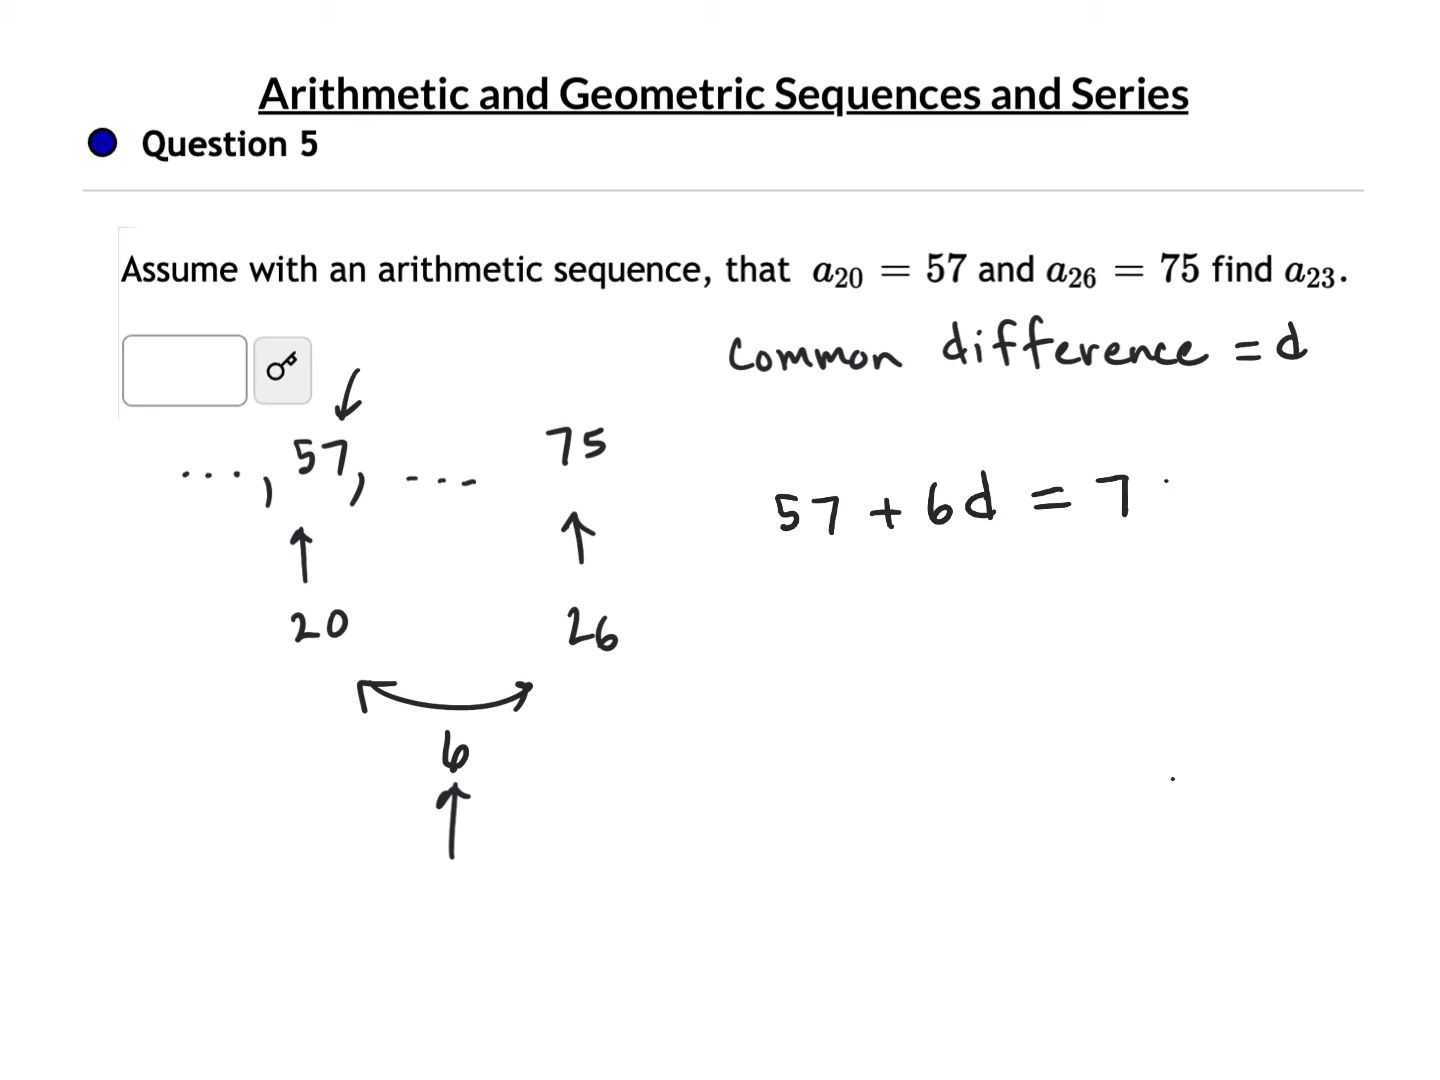 Arithmetic and Geometric Sequences and Series
Question 5
Assume with an arithmetic sequence, that a₂₀ = 57 and a₂₆ = 75 find a₂₃.
Common difference = d
..., 57, ... 75
57 + 6d = 7
20 26
6